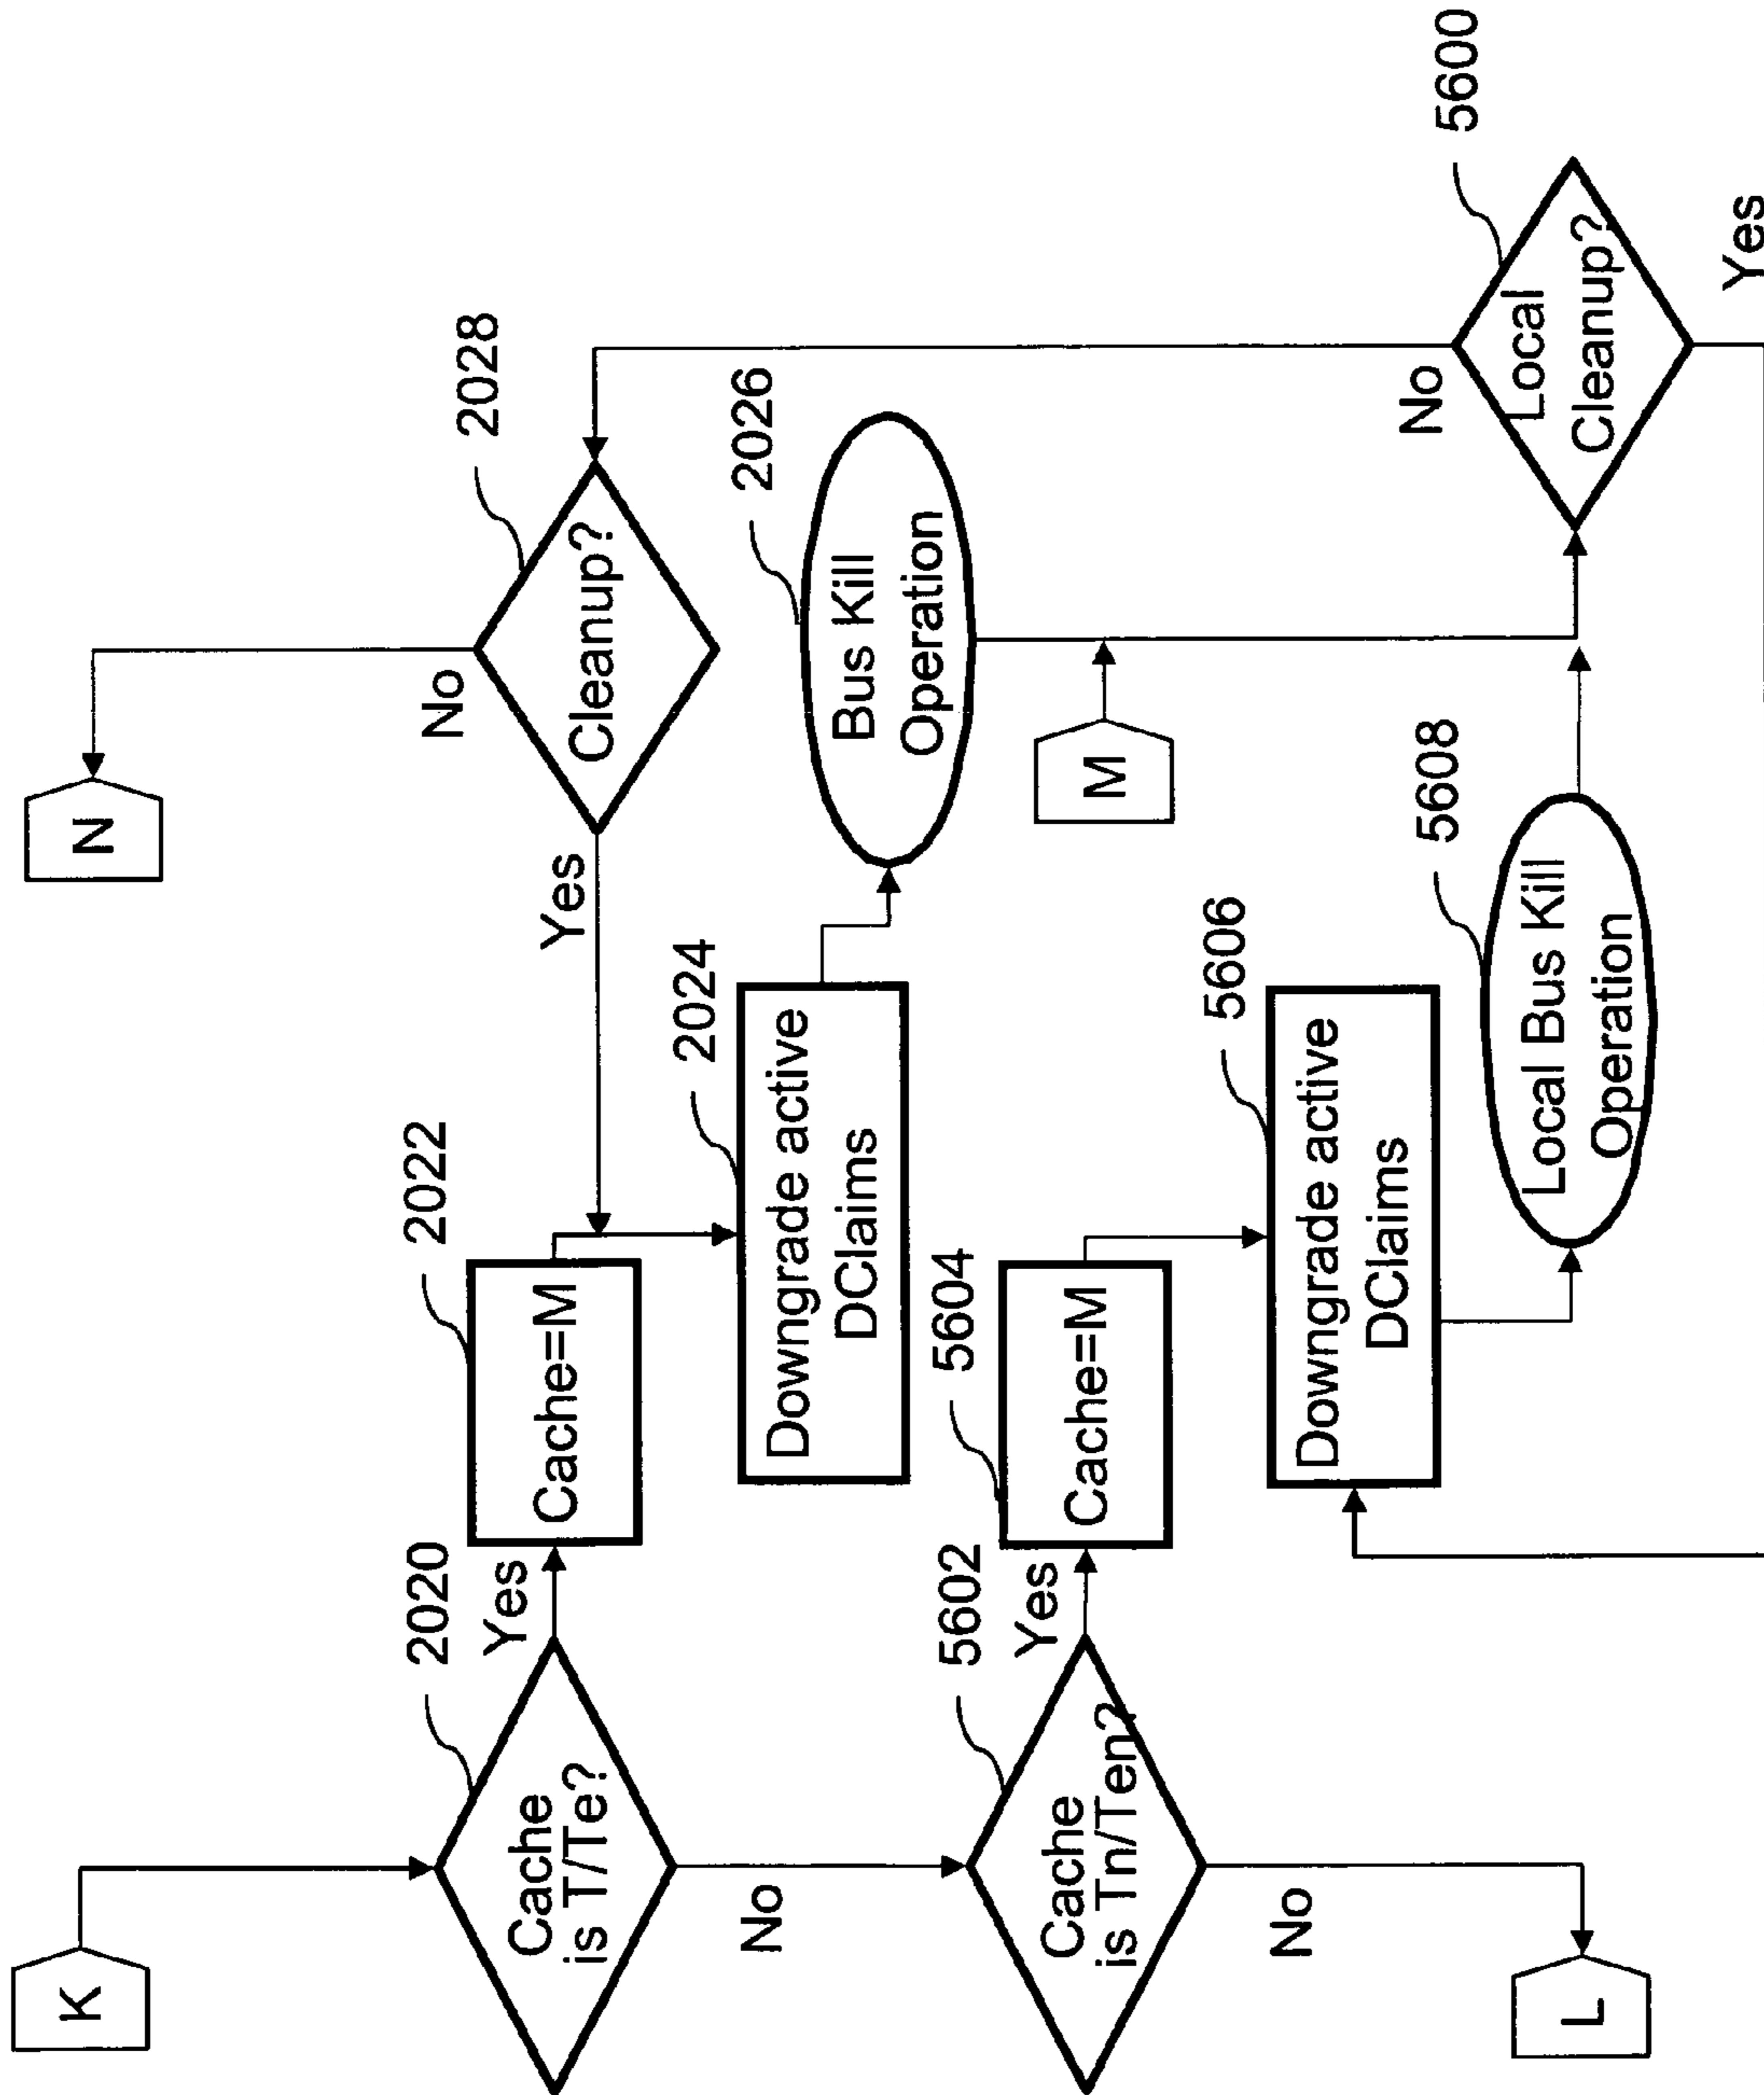 K
2020
Cache
is T/Te?
Yes
No
2022
Cache=M
2024
Downgrade active
DClaims
Yes
2028
Cleanup?
No
N
2026
Bus Kill
Operation
M
5602
Cache
is Tn/Ten?
Yes
No
L
5604
Cache=M
5606
Downgrade active
DClaims
5608
Local Bus Kill
Operation
5600
Local
Cleanup?
No
Yes